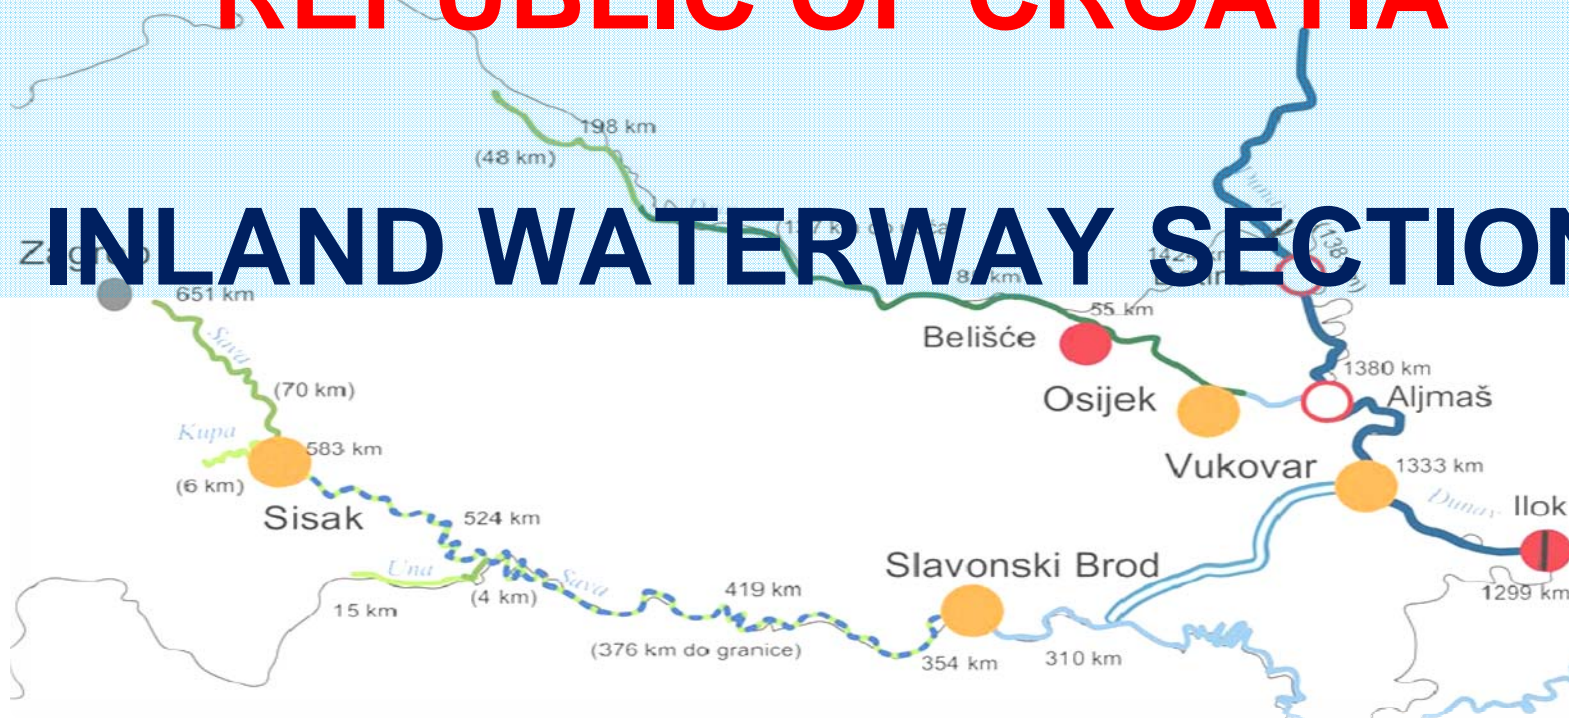 REPUBLIC OF CROATIA
198 km
(48 km)
INLAND WATERWAY SECTION
651 km
55 km
Belišće
Sava
1380 km
(70 km)
Osijek
Aljmaš
Kupa
583 km
Vukovar
1333 km
(6 km)
Dunav
Ilok
Sisak
524 km
Una
Slavonski Brod
Sava
(4 km)
419 km
1299 km
15 km
(376 km do granice)
354 km
310 km